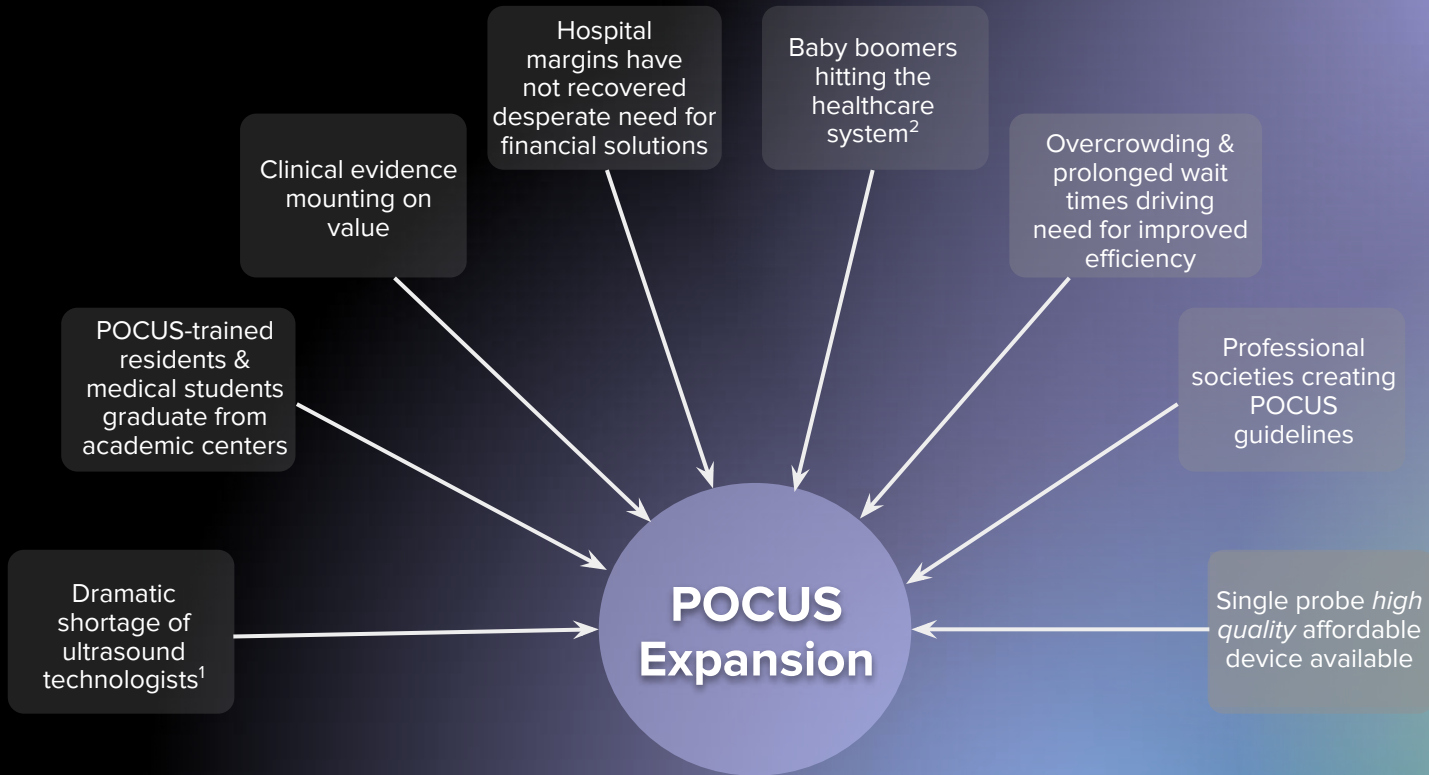 Hospital
margins have
not recovered
desperate need for
financial solutions
Baby boomers
hitting the
healthcare
system²
Clinical evidence
mounting on
value
Overcrowding &
prolonged wait
times driving
need for improved
efficiency
POCUS-trained
residents &
medical students
graduate from
academic centers
Professional
societies creating
POCUS
guidelines
Dramatic
shortage of
ultrasound
technologists¹
POCUS
Expansion
Single probe high
quality affordable
device available